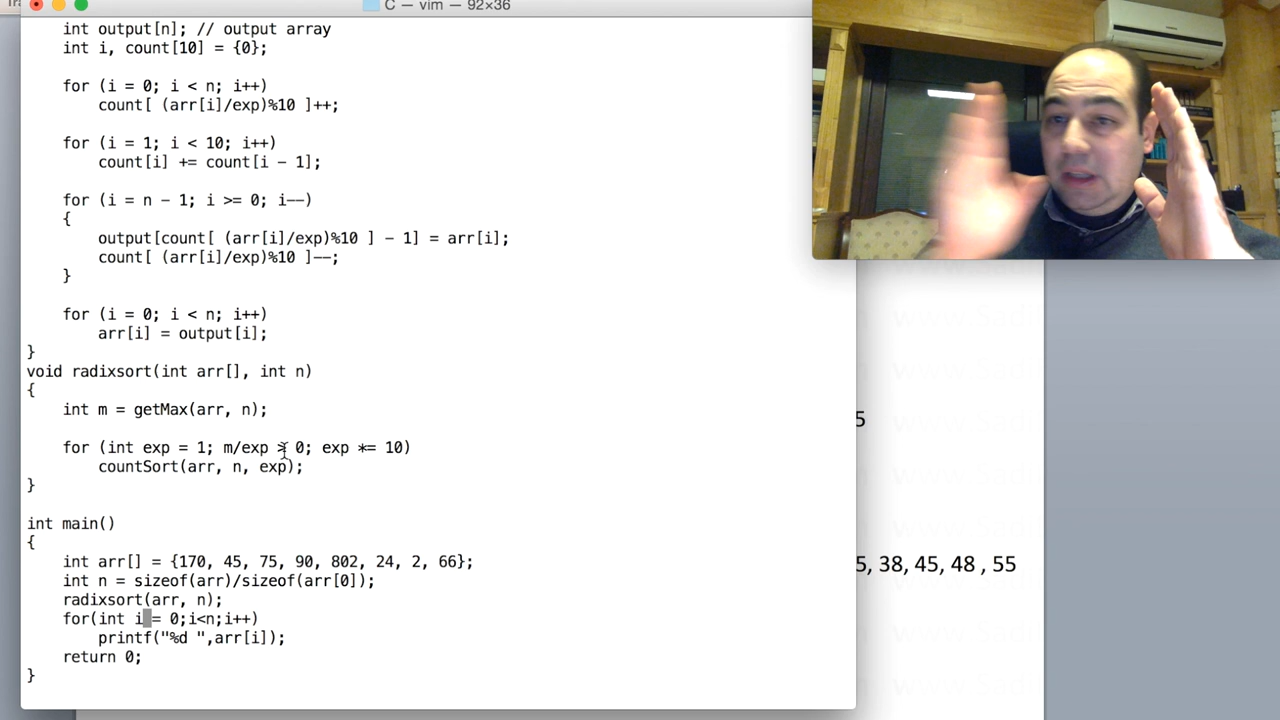 C — vim — 92×36
int output[n]; // output array
int i, count[10] = {0};
for (i = 0; i < n; i++)
count[ (arr[i]/exp)%10 ]++;
for (i = 1; i < 10; i++)
count[i] += count[i - 1];
for (i = n - 1; i >= 0; i--)
{
output[count[ (arr[i]/exp)%10 ] - 1] = arr[i];
count[ (arr[i]/exp)%10 ]--;
}
for (i = 0; i < n; i++)
arr[i] = output[i];
}
void radixsort(int arr[], int n)
{
int m = getMax(arr, n);
for (int exp = 1; m/exp > 0; exp *= 10)
countSort(arr, n, exp);
}
int main()
{
int arr[] = {170, 45, 75, 90, 802, 24, 2, 66};
int n = sizeof(arr)/sizeof(arr[0]);
radixsort(arr, n);
for(int i = 0;i<n;i++)
printf("%d ",arr[i]);
return 0;
}
5
5, 38, 45, 48 , 55